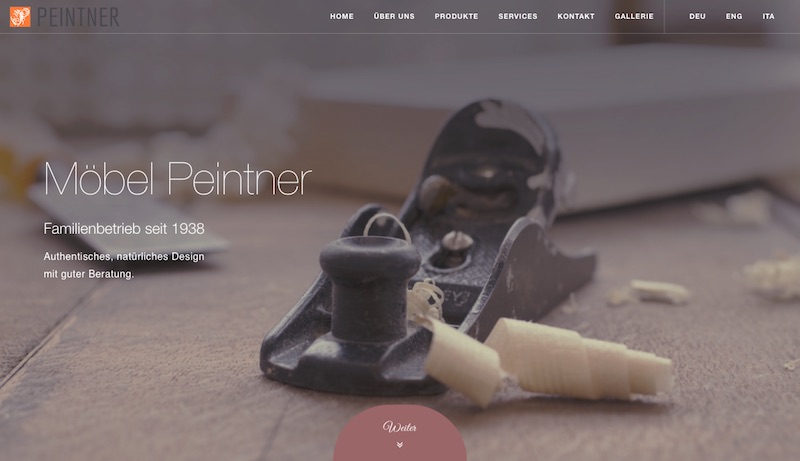 PEINTNER
HOME ÜBER UNS PRODUKTE SERVICES KONTAKT GALLERIE DEU ENG ITA
Möbel Peintner
Familienbetrieb seit 1938
Authentisches, natürliches Design
mit guter Beratung.
Weiter